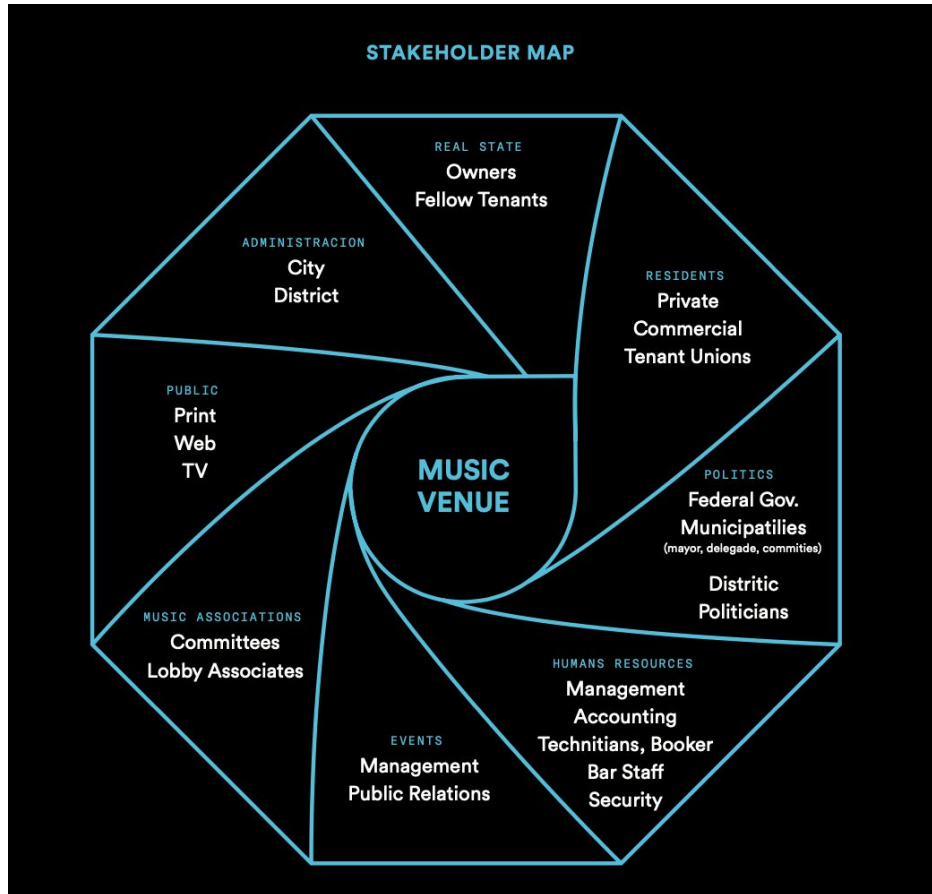 STAKEHOLDER MAP
REAL STATE
Owners
Fellow Tenants
ADMINISTRACION
City
District
RESIDENTS
Private
Commercial
Tenant Unions
PUBLIC
Print
Web
TV
MUSIC
VENUE
POLITICS
Federal Gov.
Municipatilies
(mayor, delegade, commities)
Distritic
Politicians
MUSIC ASSOCIATIONS
Committees
Lobby Associates
HUMANS RESOURCES
Management
Accounting
Technitians, Booker
Bar Staff
Security
EVENTS
Management
Public Relations